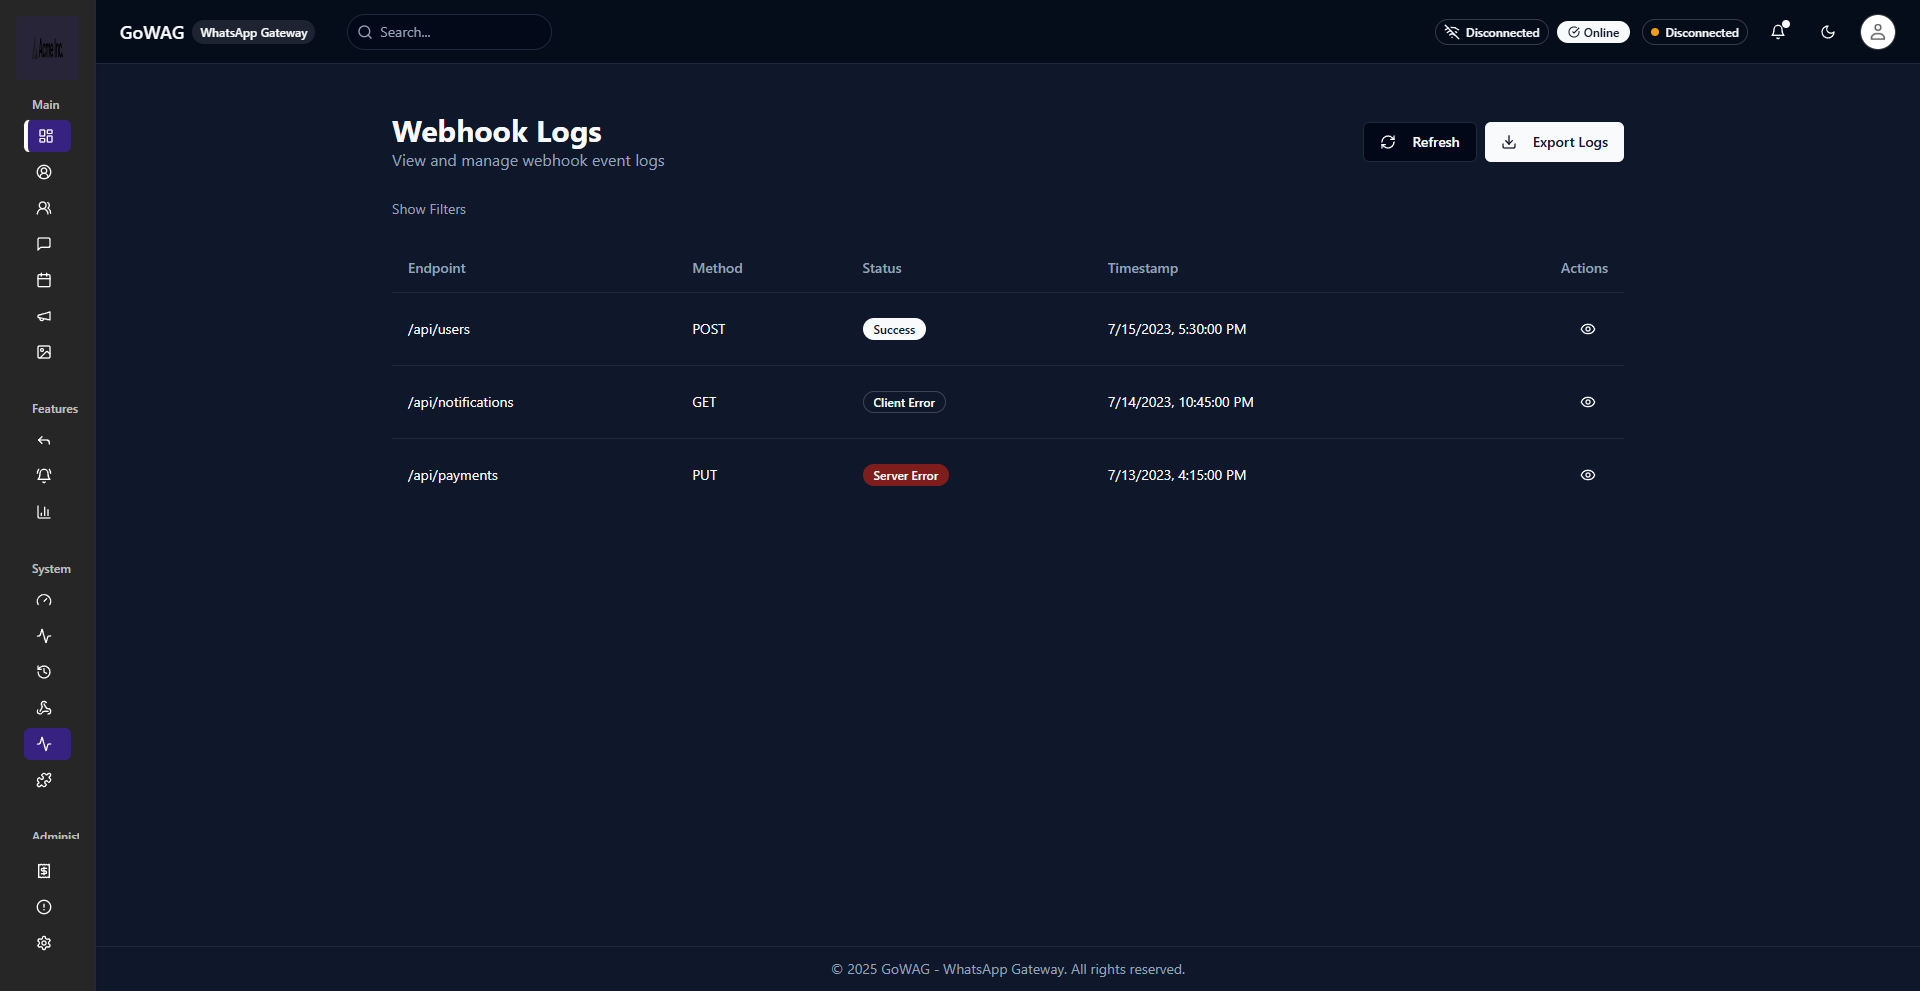 GoWAG WhatsApp Gateway Search... Disconnected Online Disconnected
Acme Inc.
Main
Features
System
Administ
Webhook Logs
View and manage webhook event logs
Refresh Export Logs
Show Filters
Endpoint Method Status Timestamp Actions
/api/users POST Success 7/15/2023, 5:30:00 PM
/api/notifications GET Client Error 7/14/2023, 10:45:00 PM
/api/payments PUT Server Error 7/13/2023, 4:15:00 PM
© 2025 GoWAG - WhatsApp Gateway. All rights reserved.